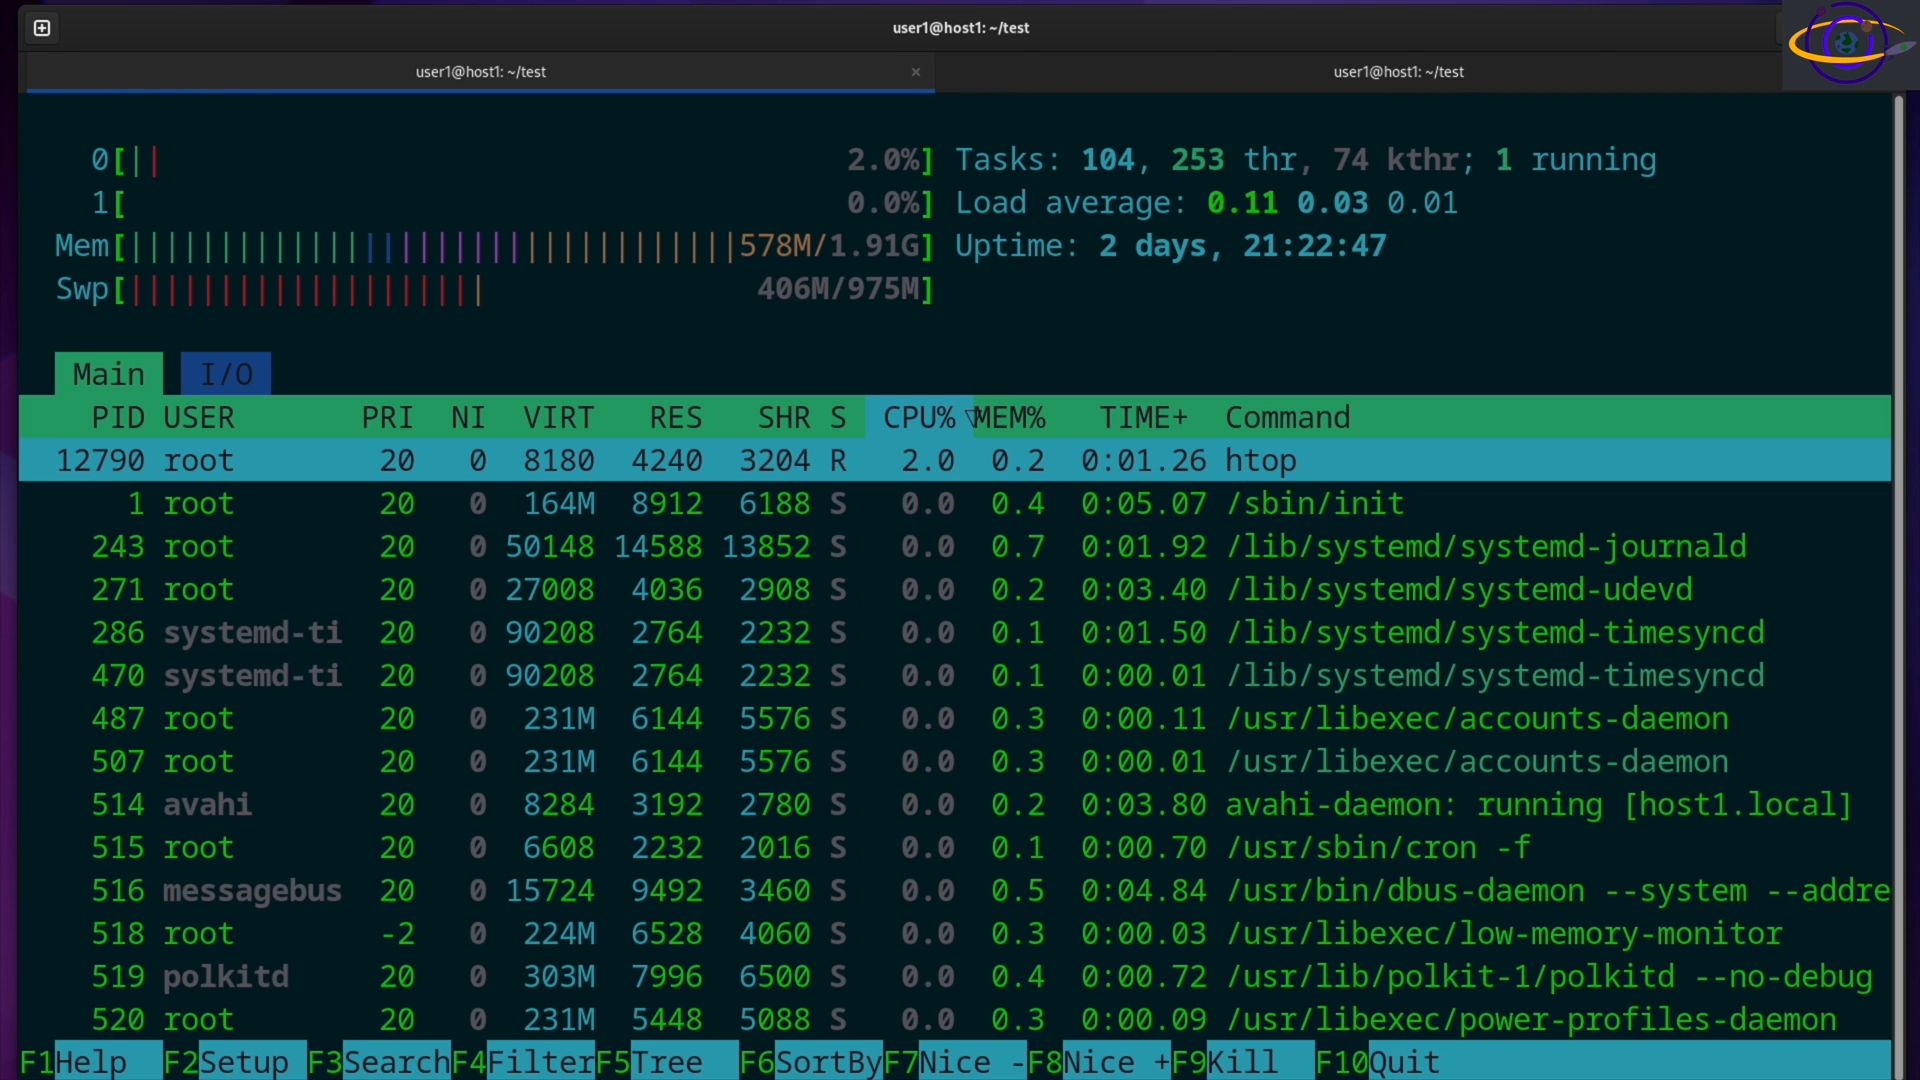 user1@host1: ~/test
user1@host1: ~/test × user1@host1: ~/test
0[|| 2.0%] Tasks: 104, 253 thr, 74 kthr; 1 running
1[ 0.0%] Load average: 0.11 0.03 0.01
Mem[||||||||||||||||||||||||||||||||||578M/1.91G] Uptime: 2 days, 21:22:47
Swp[|||||||||||||||||||| 406M/975M]
Main I/O
PID USER PRI NI VIRT RES SHR S CPU%▽MEM% TIME+ Command
12790 root 20 0 8180 4240 3204 R 2.0 0.2 0:01.26 htop
1 root 20 0 164M 8912 6188 S 0.0 0.4 0:05.07 /sbin/init
243 root 20 0 50148 14588 13852 S 0.0 0.7 0:01.92 /lib/systemd/systemd-journald
271 root 20 0 27008 4036 2908 S 0.0 0.2 0:03.40 /lib/systemd/systemd-udevd
286 systemd-ti 20 0 90208 2764 2232 S 0.0 0.1 0:01.50 /lib/systemd/systemd-timesyncd
470 systemd-ti 20 0 90208 2764 2232 S 0.0 0.1 0:00.01 /lib/systemd/systemd-timesyncd
487 root 20 0 231M 6144 5576 S 0.0 0.3 0:00.11 /usr/libexec/accounts-daemon
507 root 20 0 231M 6144 5576 S 0.0 0.3 0:00.01 /usr/libexec/accounts-daemon
514 avahi 20 0 8284 3192 2780 S 0.0 0.2 0:03.80 avahi-daemon: running [host1.local]
515 root 20 0 6608 2232 2016 S 0.0 0.1 0:00.70 /usr/sbin/cron -f
516 messagebus 20 0 15724 9492 3460 S 0.0 0.5 0:04.84 /usr/bin/dbus-daemon --system --addre
518 root -2 0 224M 6528 4060 S 0.0 0.3 0:00.03 /usr/libexec/low-memory-monitor
519 polkitd 20 0 303M 7996 6500 S 0.0 0.4 0:00.72 /usr/lib/polkit-1/polkitd --no-debug
520 root 20 0 231M 5448 5088 S 0.0 0.3 0:00.09 /usr/libexec/power-profiles-daemon
F1Help F2Setup F3SearchF4FilterF5Tree F6SortByF7Nice -F8Nice +F9Kill F10Quit